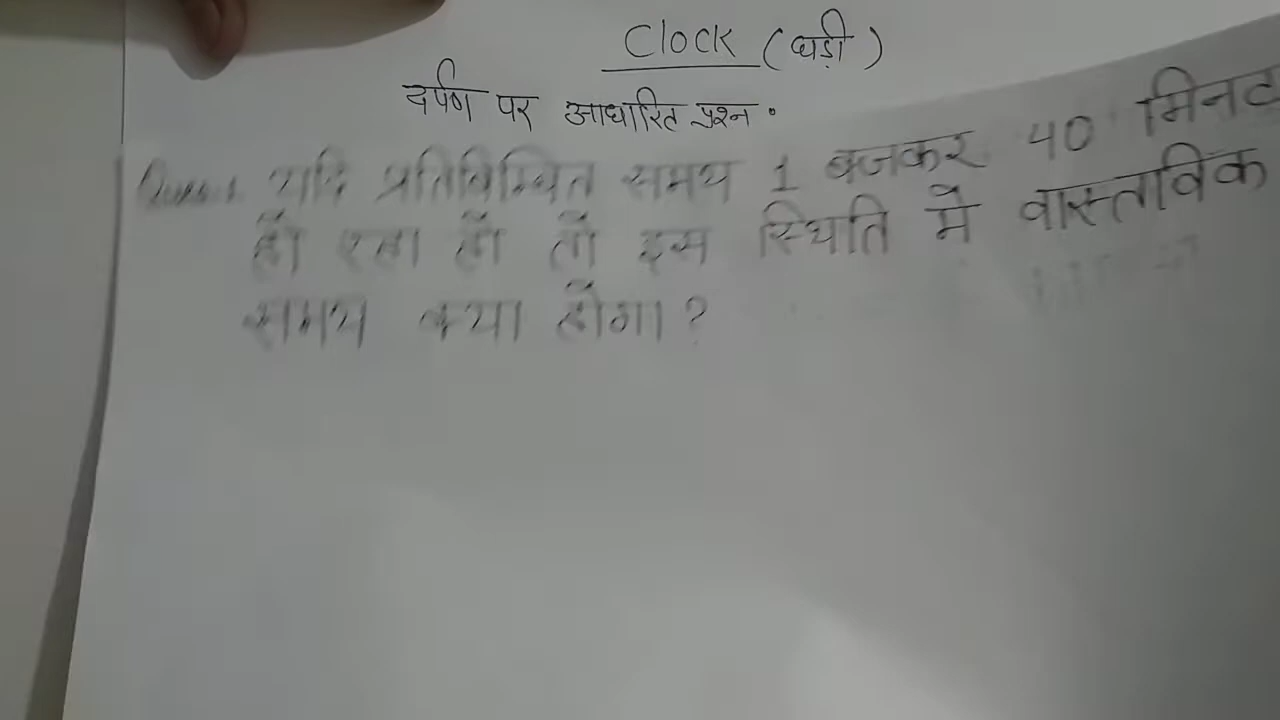 Clock (घड़ी)
दर्पण पर आधारित प्रश्न.
यदि प्रतिबिम्बित समय 1 बजकर 40 मिनट
हो रहा हो तो इस स्थिति मे वास्तविक
समय क्या होगा?